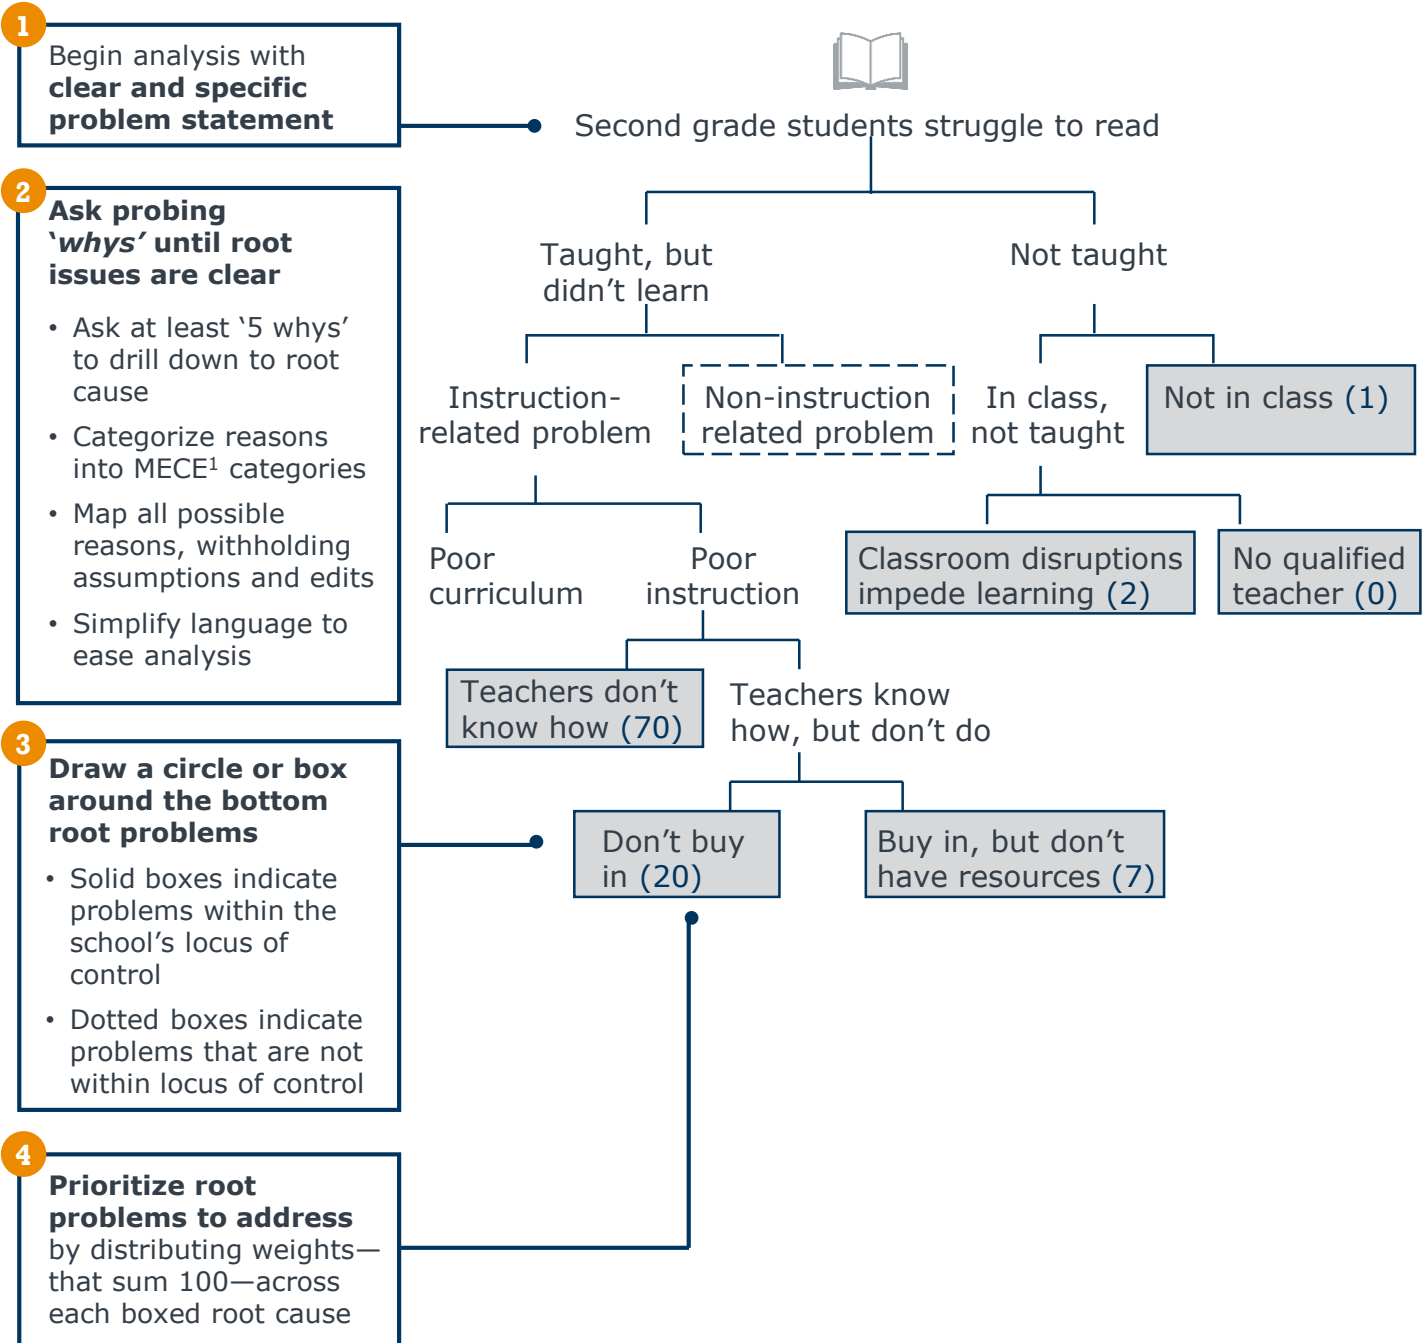 1
Begin analysis with
clear and specific
problem statement
2
Ask probing
‘whys’ until root
issues are clear
• Ask at least ‘5 whys’
to drill down to root
cause
• Categorize reasons
into MECE¹ categories
• Map all possible
reasons, withholding
assumptions and edits
• Simplify language to
ease analysis
3
Draw a circle or box
around the bottom
root problems
• Solid boxes indicate
problems within the
school’s locus of
control
• Dotted boxes indicate
problems that are not
within locus of control
4
Prioritize root
problems to address
by distributing weights—
that sum 100—across
each boxed root cause
Second grade students struggle to read
Taught, but
didn’t learn
Not taught
Instruction-
related problem
Non-instruction
related problem
In class,
not taught
Not in class (1)
Poor
curriculum
Poor
instruction
Classroom disruptions
impede learning (2)
No qualified
teacher (0)
Teachers don’t
know how (70)
Teachers know
how, but don’t do
Don’t buy
in (20)
Buy in, but don’t
have resources (7)